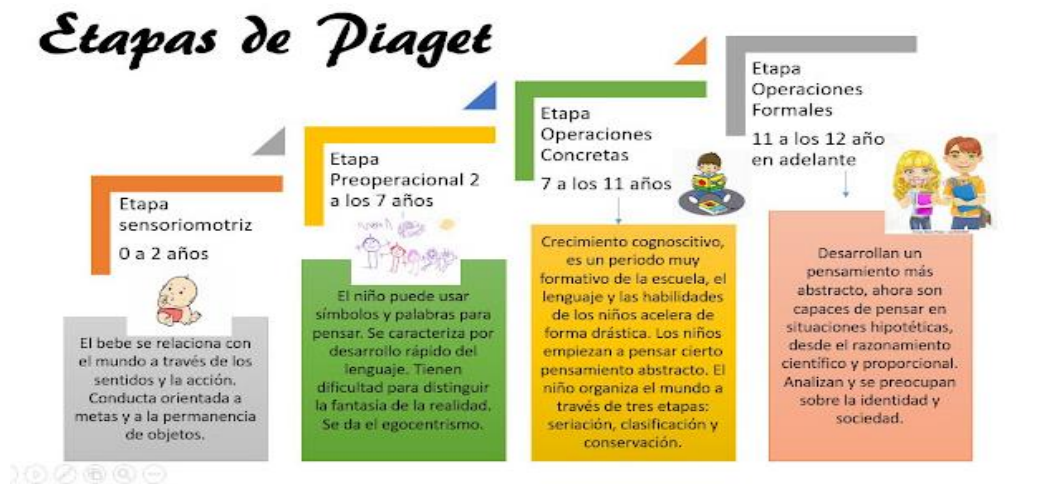 Etapas de Piaget
Etapa
sensoriomotriz
0 a 2 años
El bebe se relaciona con
el mundo a través de los
sentidos y la acción.
Conducta orientada a
metas y a la permanencia
de objetos.
Etapa
Preoperacional 2
a los 7 años
El niño puede usar
símbolos y palabras para
pensar. Se caracteriza por
desarrollo rápido del
lenguaje. Tienen
dificultad para distinguir
la fantasia de la realidad.
Se da el egocentrismo.
Etapa
Operaciones
Concretas
7 a los 11 años
Crecimiento cognoscitivo,
es un periodo muy
formativo de la escuela, el
lenguaje y las habilidades
de los niños acelera de
forma drástica. Los niños
empiezan a pensar cierto
pensamiento abstracto. El
niño organiza el mundo a
través de tres etapas:
seriación, clasificación y
conservación.
Etapa
Operaciones
Formales
11 a los 12 año
en adelante
Desarrollan un
pensamiento más
abstracto, ahora son
capaces de pensar en
situaciones hipotéticas,
desde el razonamiento
científico y proporcional.
Analizan y se preocupan
sobre la identidad y
sociedad.